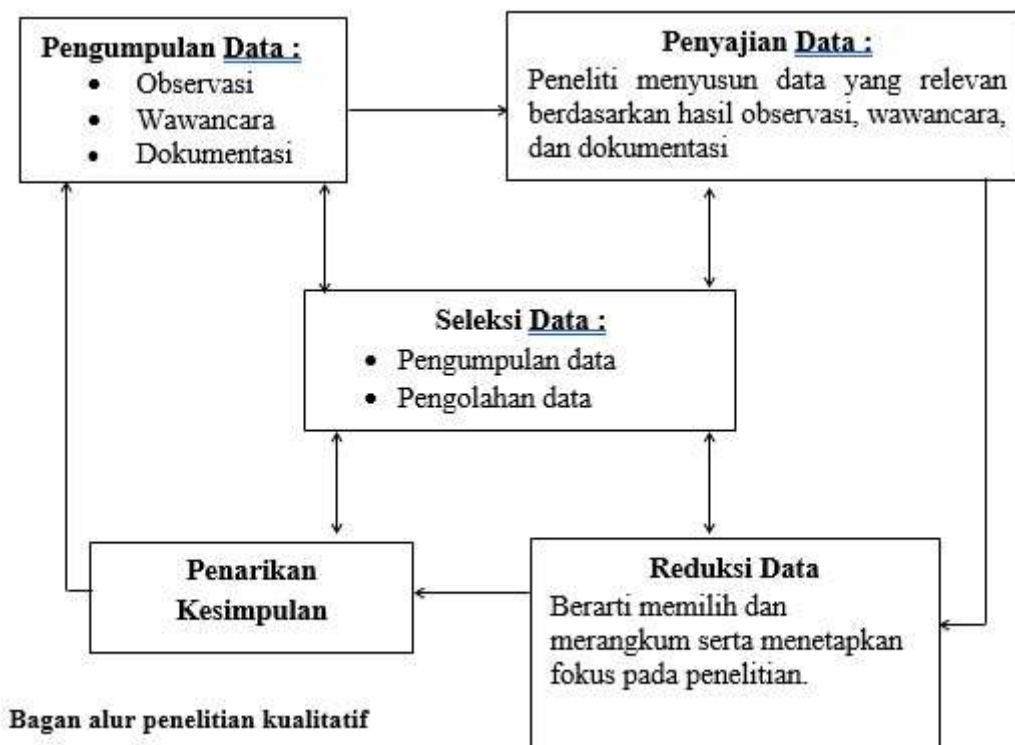 Pengumpulan Data :
• Observasi
• Wawancara
• Dokumentasi
Penyajian Data :
Peneliti menyusun data yang relevan
berdasarkan hasil observasi, wawancara,
dan dokumentasi
Seleksi Data :
• Pengumpulan data
• Pengolahan data
Penarikan
Kesimpulan
Reduksi Data
Berarti memilih dan
merangkum serta menetapkan
fokus pada penelitian.
Bagan alur penelitian kualitatif